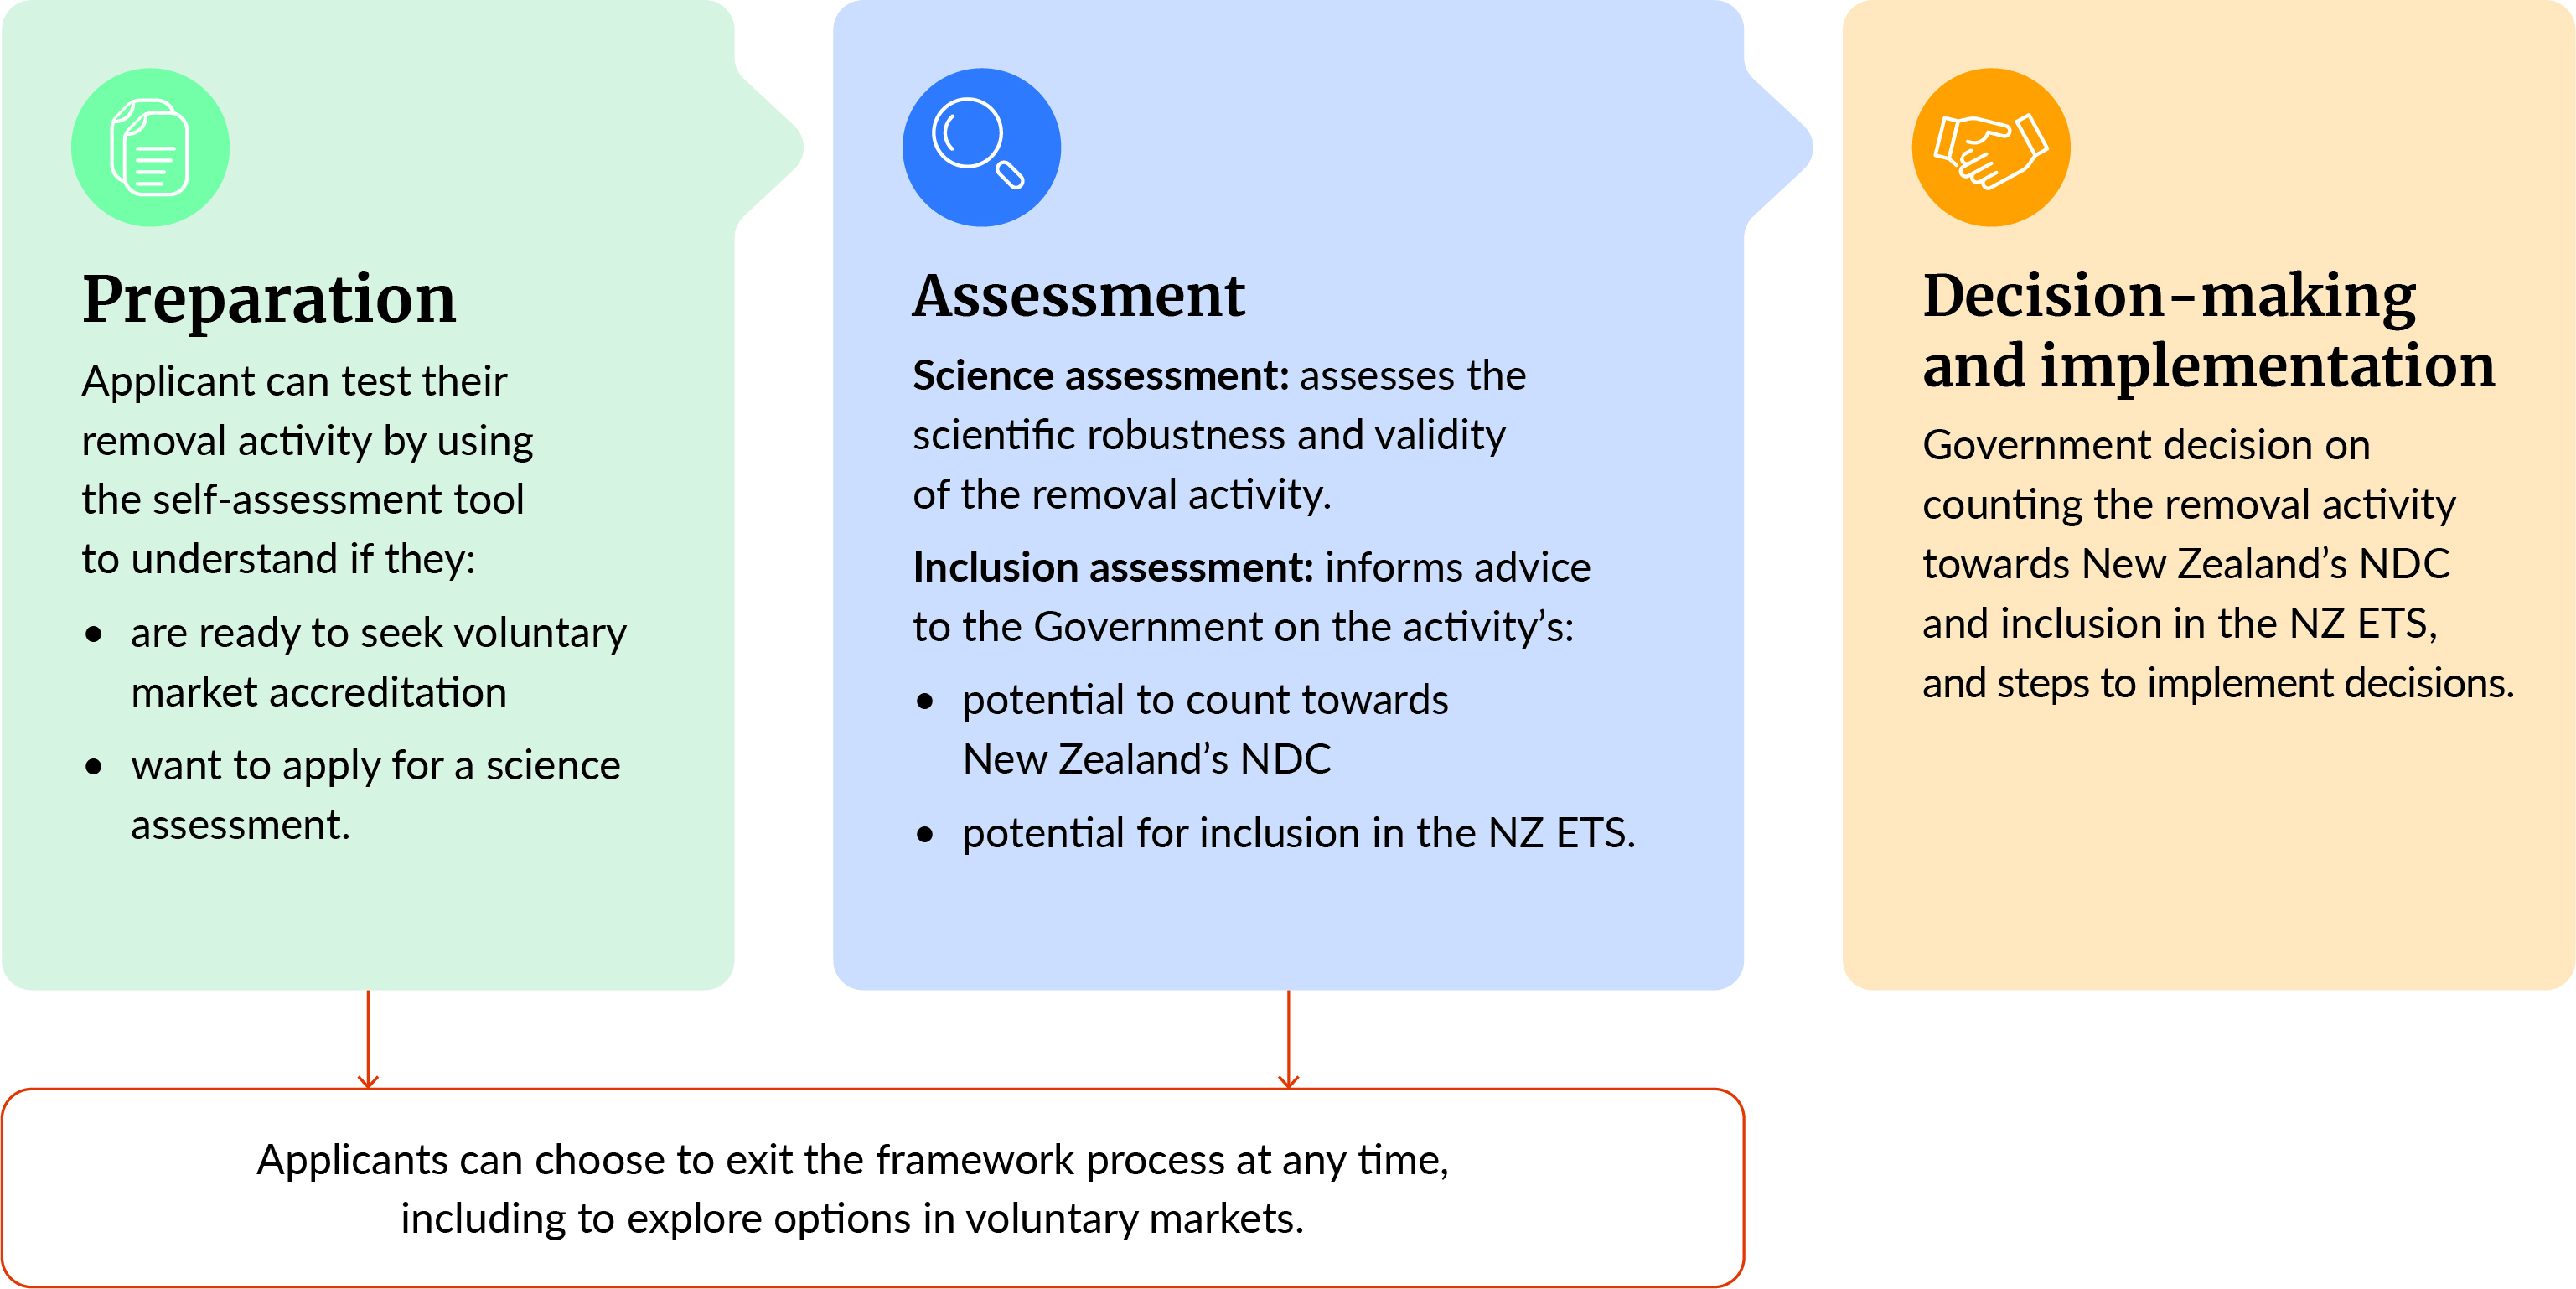 Preparation
Applicant can test their
removal activity by using
the self-assessment tool
to understand if they:
• are ready to seek voluntary
market accreditation
• want to apply for a science
assessment.
Assessment
Science assessment: assesses the
scientific robustness and validity
of the removal activity.
Inclusion assessment: informs advice
to the Government on the activity’s:
• potential to count towards
New Zealand’s NDC
• potential for inclusion in the NZ ETS.
Decision-making
and implementation
Government decision on
counting the removal activity
towards New Zealand’s NDC
and inclusion in the NZ ETS,
and steps to implement decisions.
Applicants can choose to exit the framework process at any time,
including to explore options in voluntary markets.